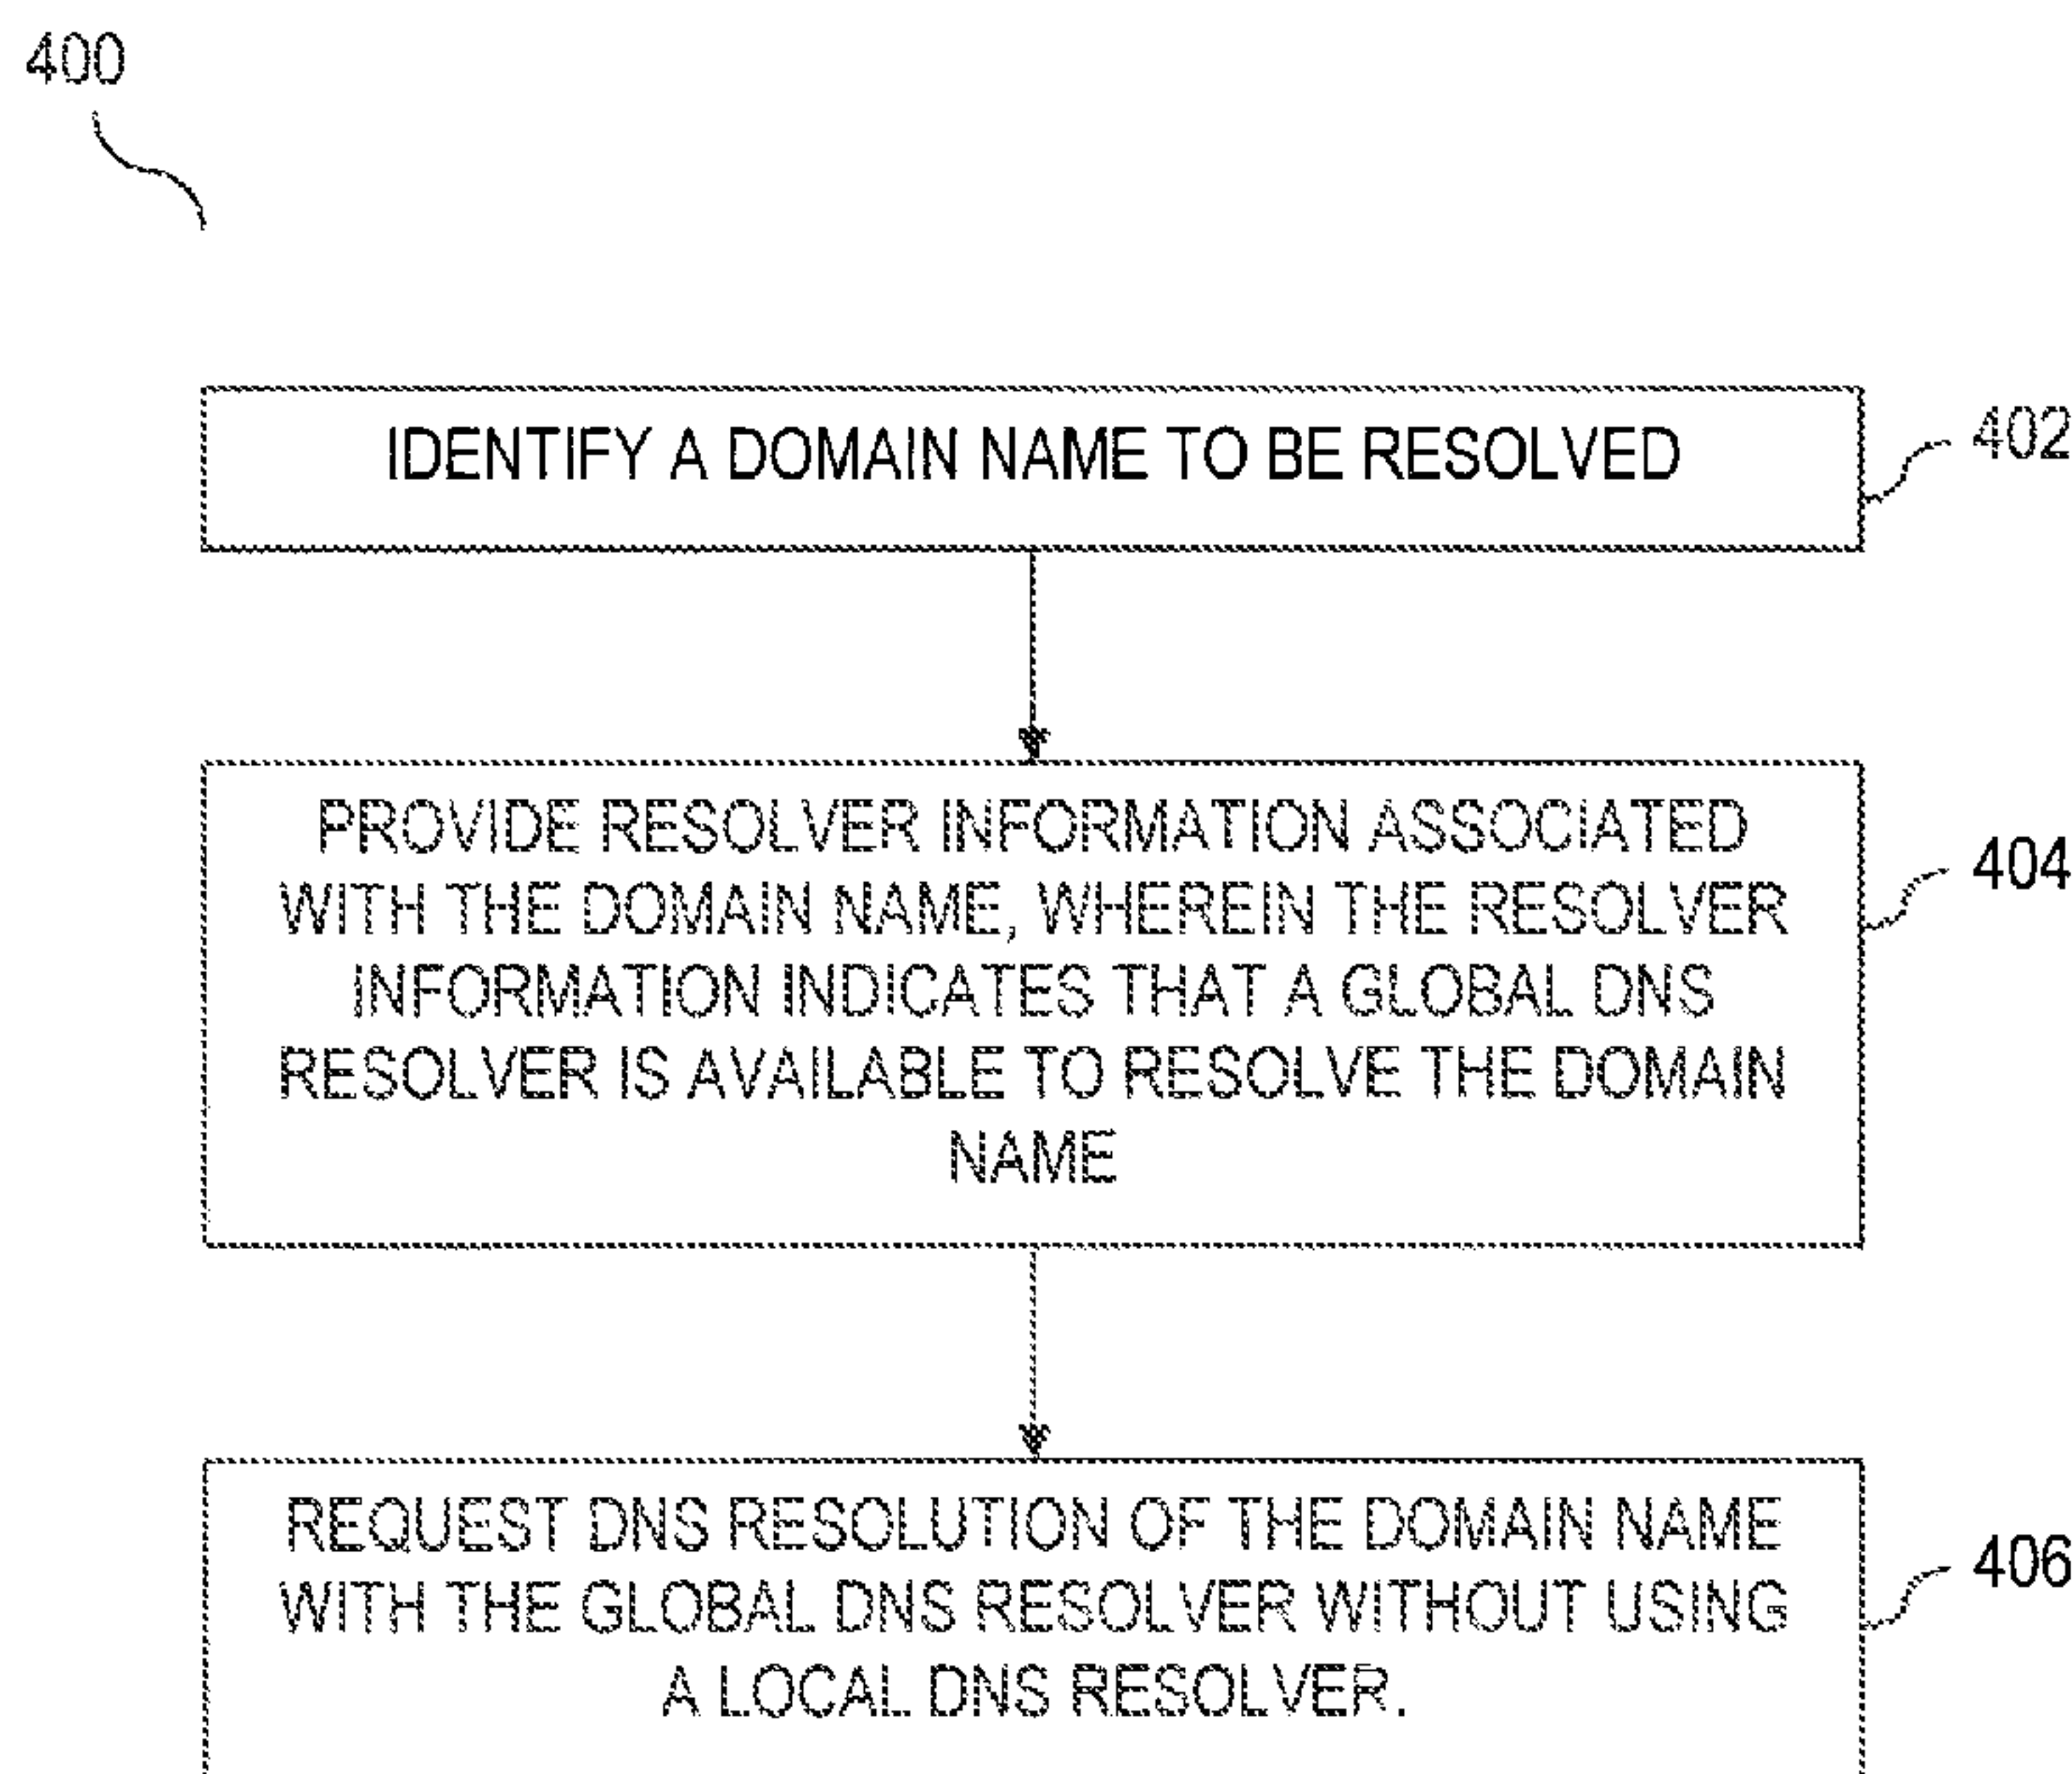 400
IDENTIFY A DOMAIN NAME TO BE RESOLVED
402
PROVIDE RESOLVER INFORMATION ASSOCIATED
WITH THE DOMAIN NAME, WHEREIN THE RESOLVER
INFORMATION INDICATES THAT A GLOBAL DNS
RESOLVER IS AVAILABLE TO RESOLVE THE DOMAIN
NAME
404
REQUEST DNS RESOLUTION OF THE DOMAIN NAME
WITH THE GLOBAL DNS RESOLVER WITHOUT USING
A LOCAL DNS RESOLVER.
406